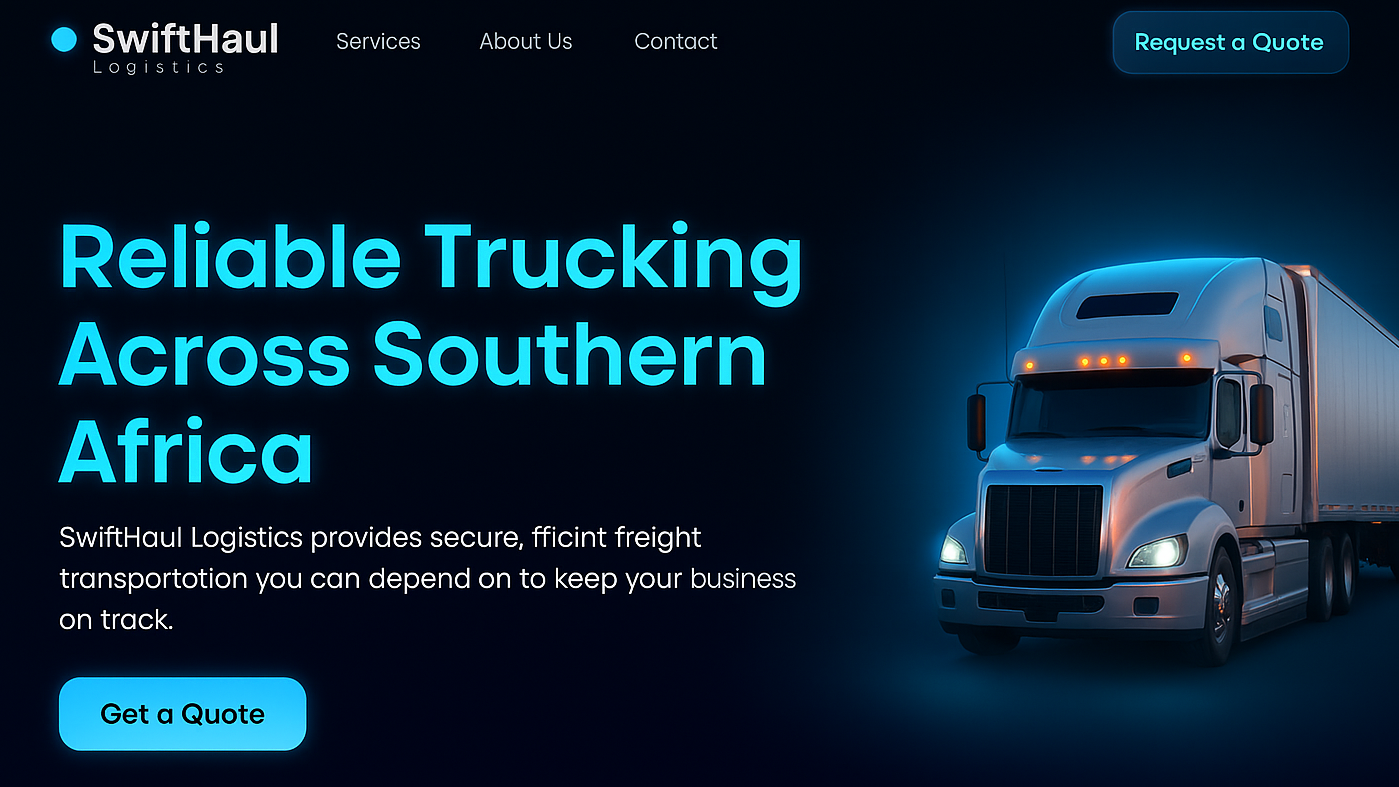 SwiftHaul
Logistics
Services
About Us
Contact
Request a Quote
Reliable Trucking
Across Southern
Africa
SwiftHaul Logistics provides secure, fficint freight
transportotion you can depend on to keep your business
on track.
Get a Quote